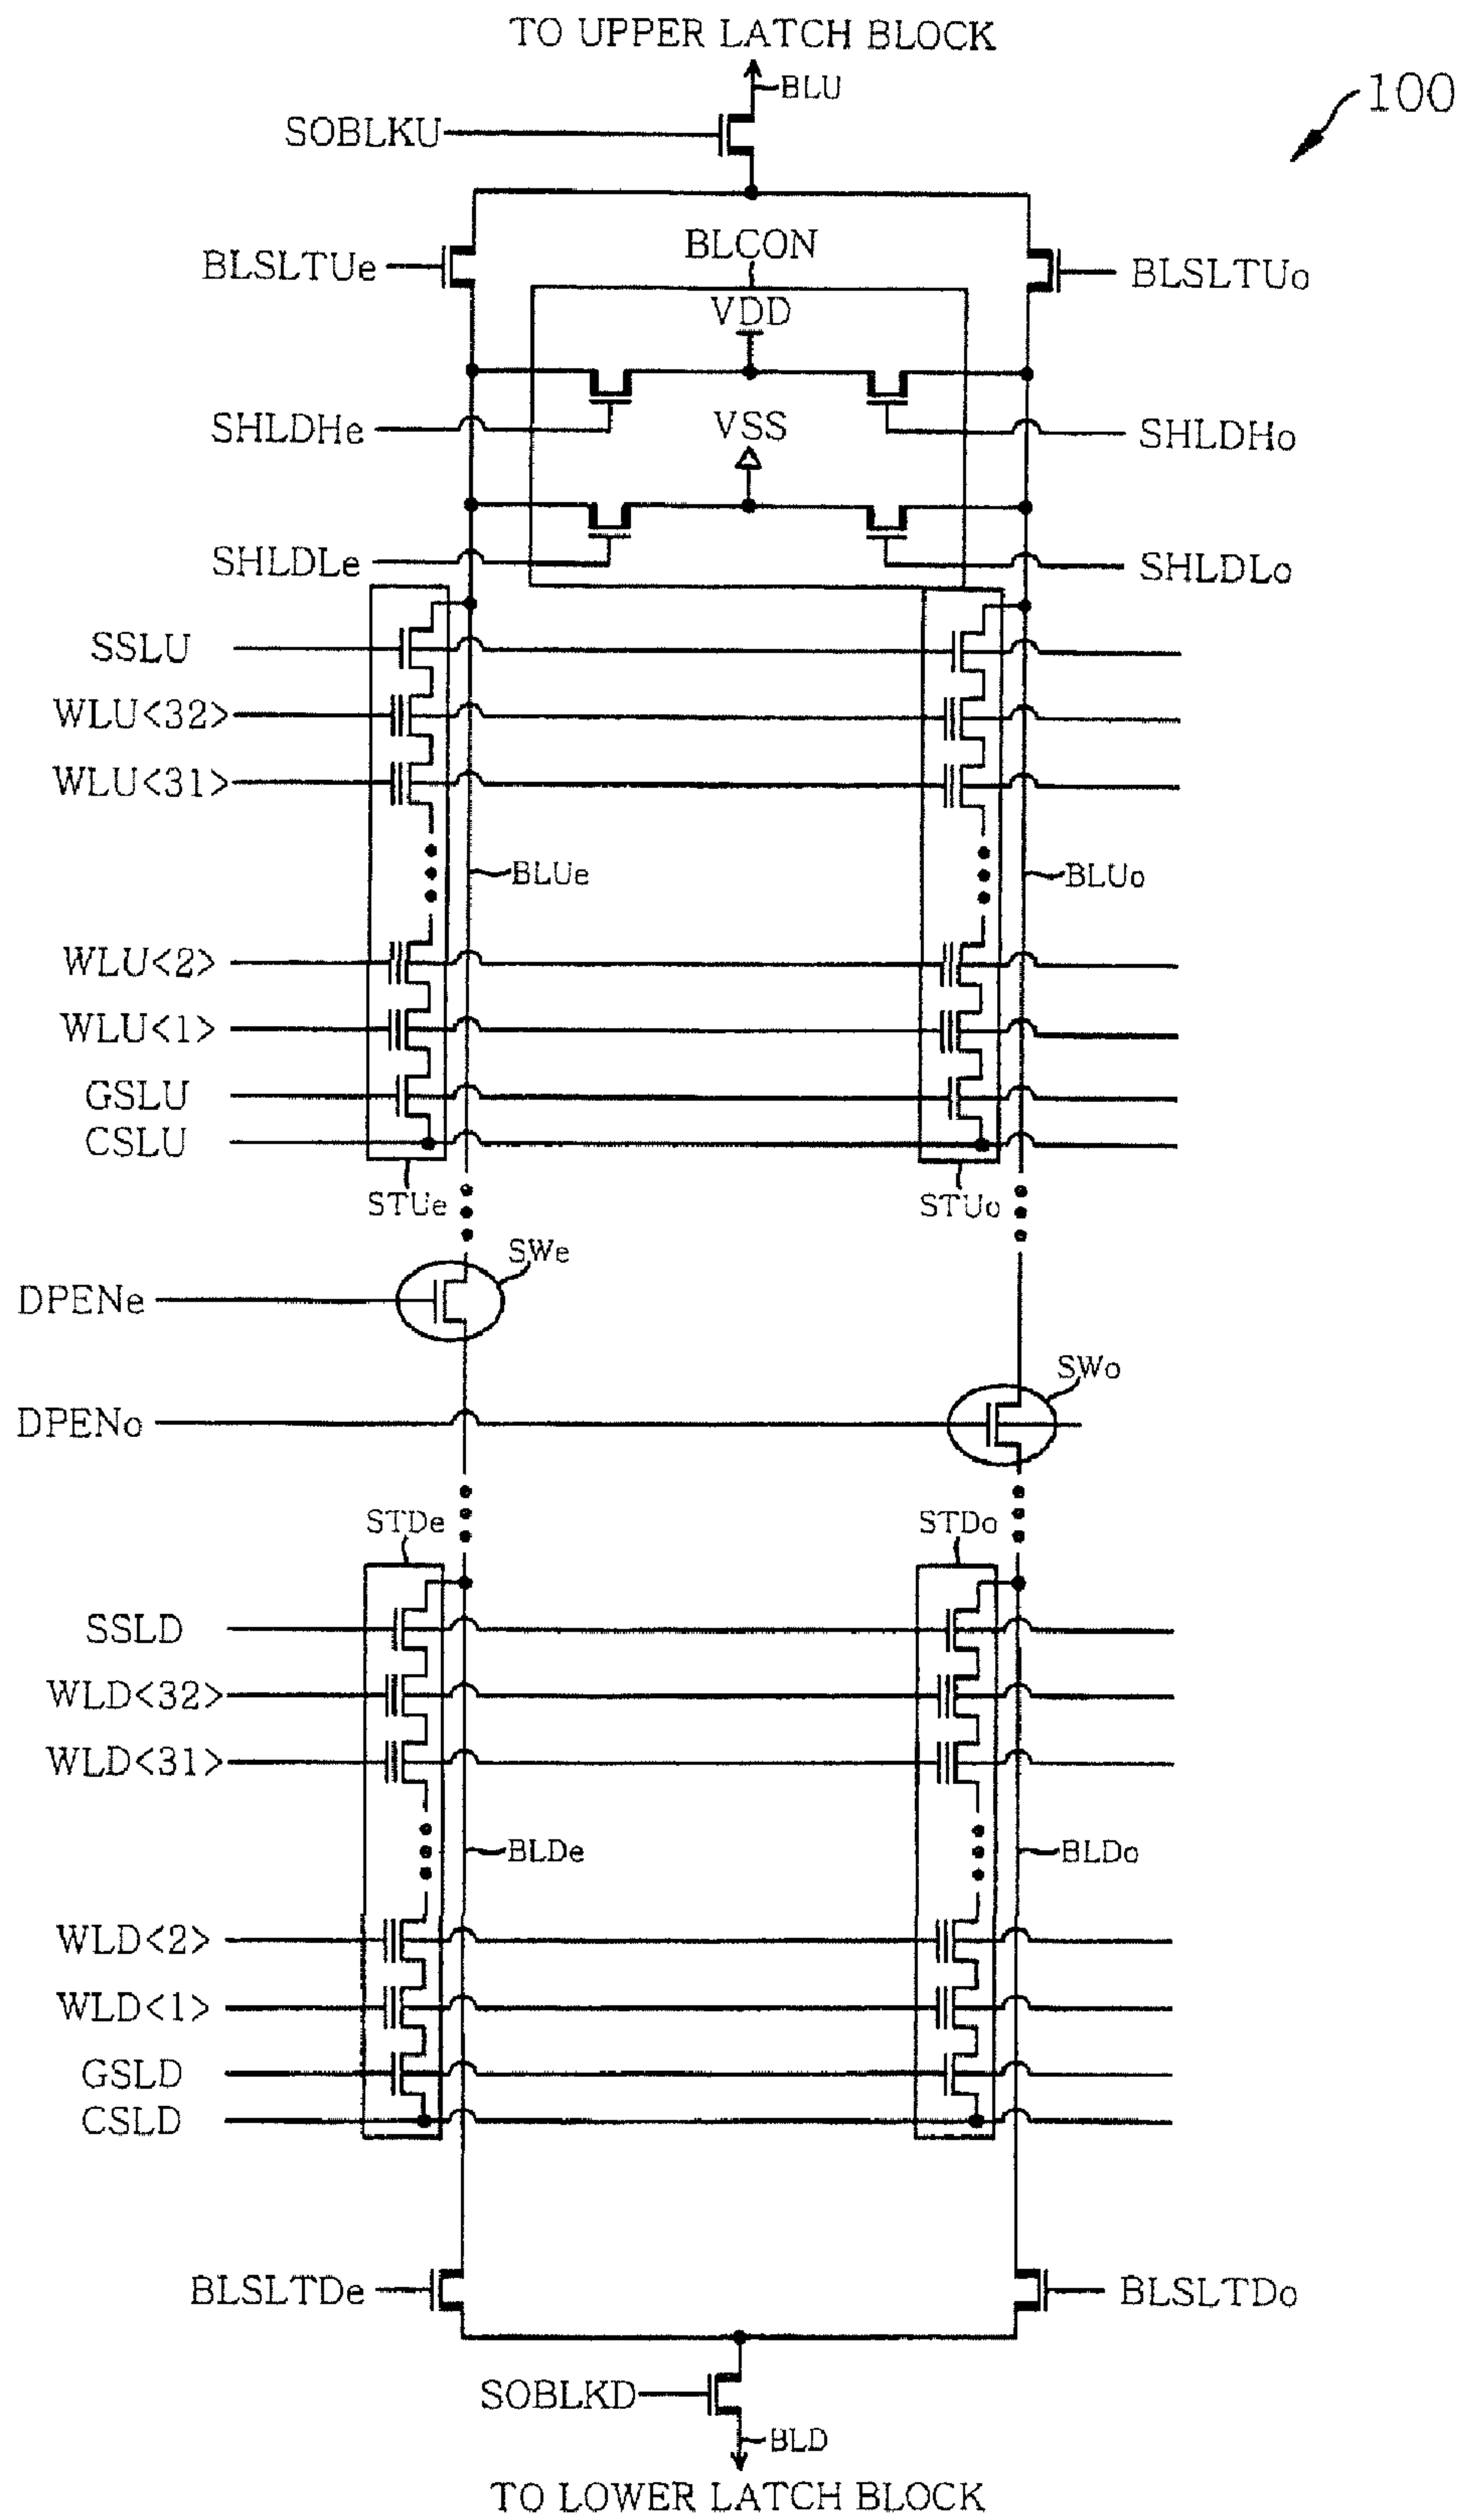 TO UPPER LATCH BLOCK
BLU
100
SOBLKU
BLCON
BLSLTUe
BLSLTUo
VDD
SHLDHe
VSS
SHLDHo
SHLDLe
SHLDLo
SSLU
WLU<32>
WLU<31>
BLUe
BLUo
WLU<2>
WLU<1>
GSLU
CSLU
STUe
STUo
SWe
DPENe
SWo
DPENo
STDe
STDo
SSLD
WLD<32>
WLD<31>
BLDe
BLDo
WLD<2>
WLD<1>
GSLD
CSLD
BLSLTDe
BLSLTDo
SOBLKD
BLD
TO LOWER LATCH BLOCK